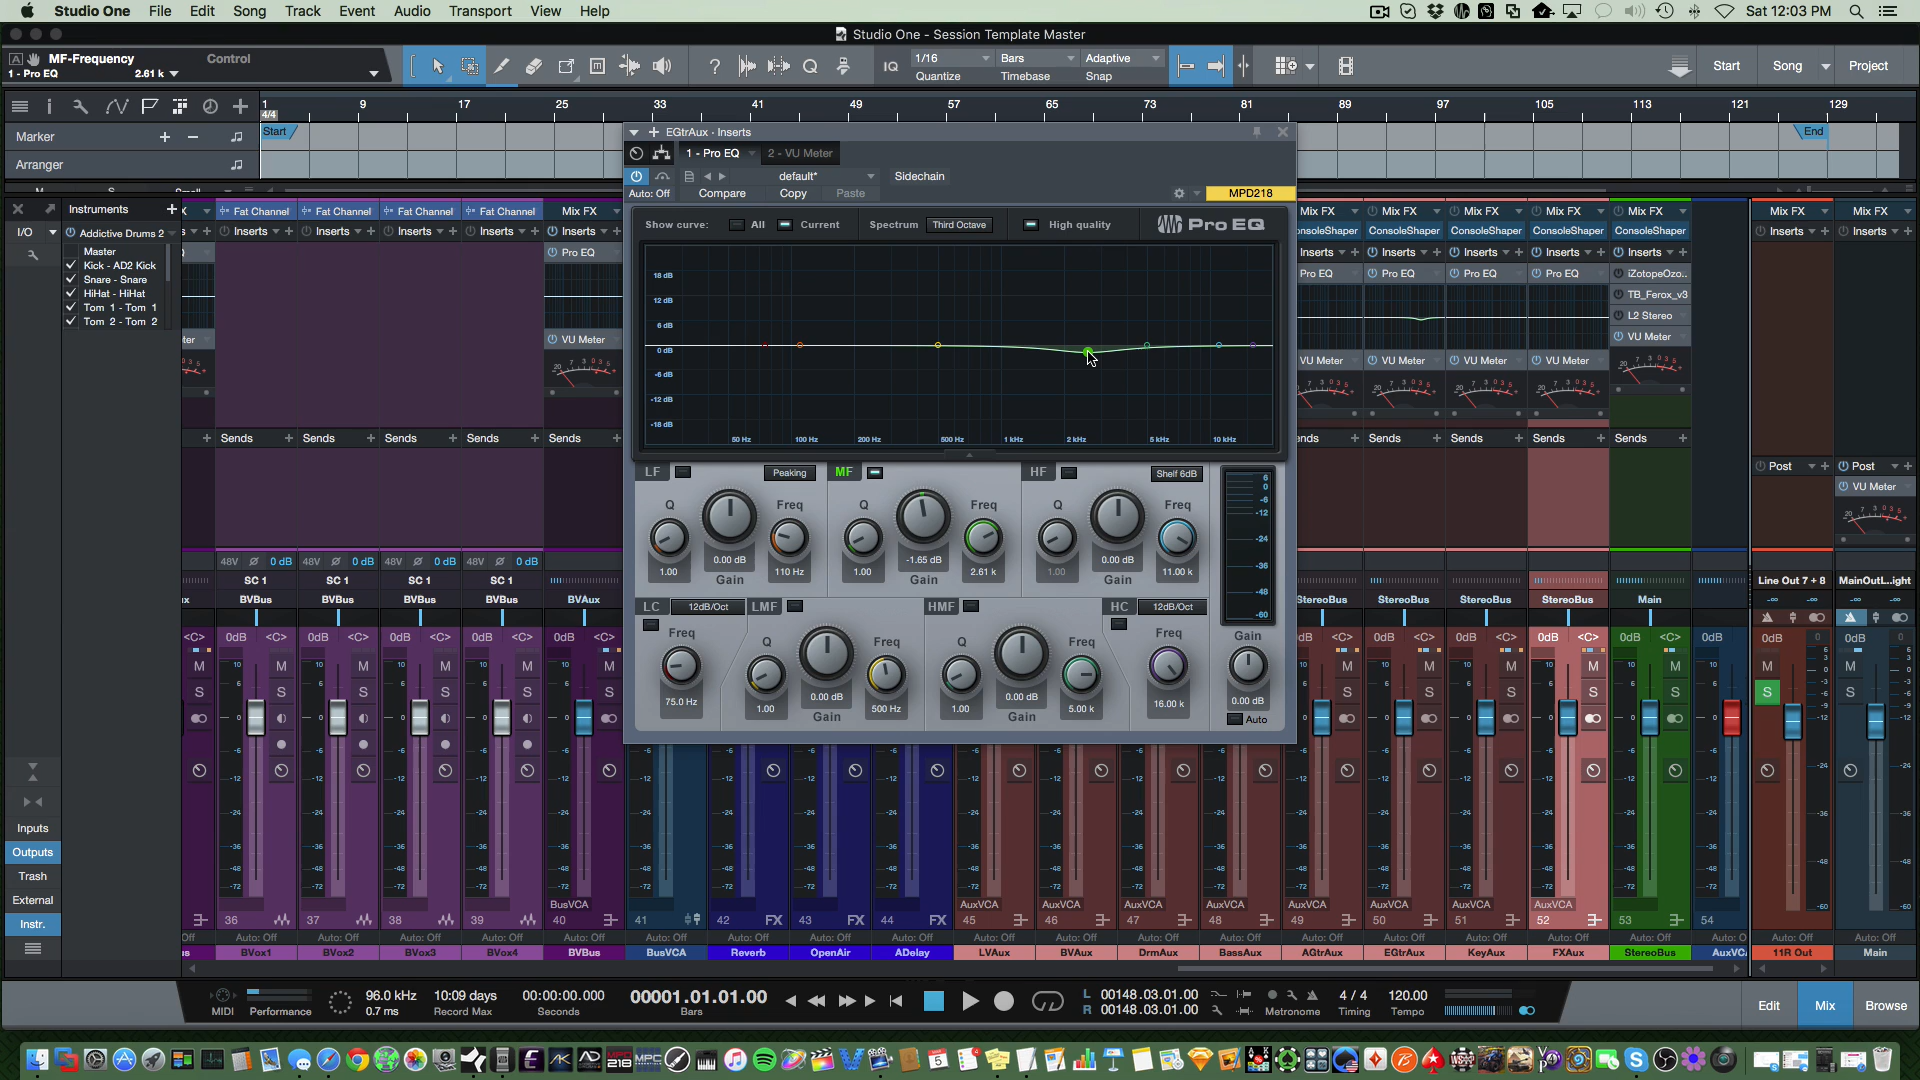 Studio One File Edit Song Track Event Audio Transport View Help
Sat 12:03 PM
Studio One - Session Template Master
MF-Frequency Control
1 - Pro EQ 2.61 k
IQ 1/16 Bars Adaptive
Quantize Timebase Snap
Start Song Project
1 9 17 25 33 41 49 57 65 73 81 89 97 105 113 121 129
4/4
Marker Start End
Arranger
EGtrAux - Inserts
1 - Pro EQ 2 - VU Meter
default* Sidechain
Auto: Off Compare Copy Paste MPD218
Show curve: All Current Spectrum Third Octave High quality Pro EQ
18 dB
12 dB
6 dB
0 dB
-6 dB
-12 dB
-18 dB
50 Hz 100 Hz 200 Hz 500 Hz 1 kHz 2 kHz 5 kHz 10 kHz
LF Peaking MF HF Shelf 6dB
Q Freq Q Freq Q Freq
0.00 dB -1.65 dB 0.00 dB
1.00 Gain 110 Hz 1.00 Gain 2.61 k 1.00 Gain 11.00 k
LC 12dB/Oct LMF HMF HC 12dB/Oct
Freq Q Freq Q Freq Freq
75.0 Hz 1.00 0.00 dB 500 Hz 1.00 0.00 dB 5.00 k 16.00 k
Gain Gain
6
0
-6
-12
-24
-36
-48
-60
Gain
0.00 dB
Auto
Instruments
I/O Addictive Drums 2
Master
Kick - AD2 Kick
Snare - Snare
HiHat - HiHat
Tom 1 - Tom 1
Tom 2 - Tom 2
Fat Channel Fat Channel Fat Channel Fat Channel Mix FX
Inserts Inserts Inserts Inserts Inserts
Pro EQ
VU Meter
Mix FX Mix FX Mix FX Mix FX Mix FX Mix FX Mix FX
ConsoleShaper ConsoleShaper ConsoleShaper ConsoleShaper
Inserts Inserts Inserts Inserts Inserts Inserts Inserts
Pro EQ Pro EQ Pro EQ Pro EQ iZotopeOzo..
TB_Ferox_v3
L2 Stereo
VU Meter
VU Meter VU Meter VU Meter VU Meter
Sends Sends Sends Sends Sends
Sends Sends Sends Sends
Post Post
VU Meter
48V 0 dB 48V 0 dB 48V 0 dB 48V 0 dB
SC 1 SC 1 SC 1 SC 1
BVBus BVBus BVBus BVBus BVAux
StereoBus StereoBus StereoBus StereoBus Main
Line Out 7 + 8 MainOutL...ight
0dB <C> 0dB <C> 0dB <C> 0dB <C> 0dB <C>
M M M M M
S S S S S
Inputs
Outputs
Trash
External
Instr.
BusVCA AuxVCA AuxVCA AuxVCA AuxVCA AuxVCA AuxVCA AuxVCA AuxVCA
36 37 38 39 40 41 42 FX 43 FX 44 FX 45 46 47 48 49 50 51 52 53 54
Auto: Off Auto: Off Auto: Off Auto: Off Auto: Off Auto: Off Auto: Off Auto: Off Auto: Off Auto: Off Auto: Off Auto: Off Auto: Off Auto: Off Auto: Off Auto: Off Auto: Off Auto: Off Auto: Off Auto: Off
BVox1 BVox2 BVox3 BVox4 BVBus BusVCA Reverb OpenAir ADelay LVAux BVAux DrmAux BassAux AGtrAux EGtrAux KeyAux FXAux StereoBus AuxVC 11R Out Main
MIDI Performance
96.0 kHz
0.7 ms
10:09 days
Record Max
00:00:00.000
Seconds
00001.01.01.00
Bars
L 00148.03.01.00
R 00148.03.01.00
Metronome
4 / 4
Timing
120.00
Tempo
Edit Mix Browse